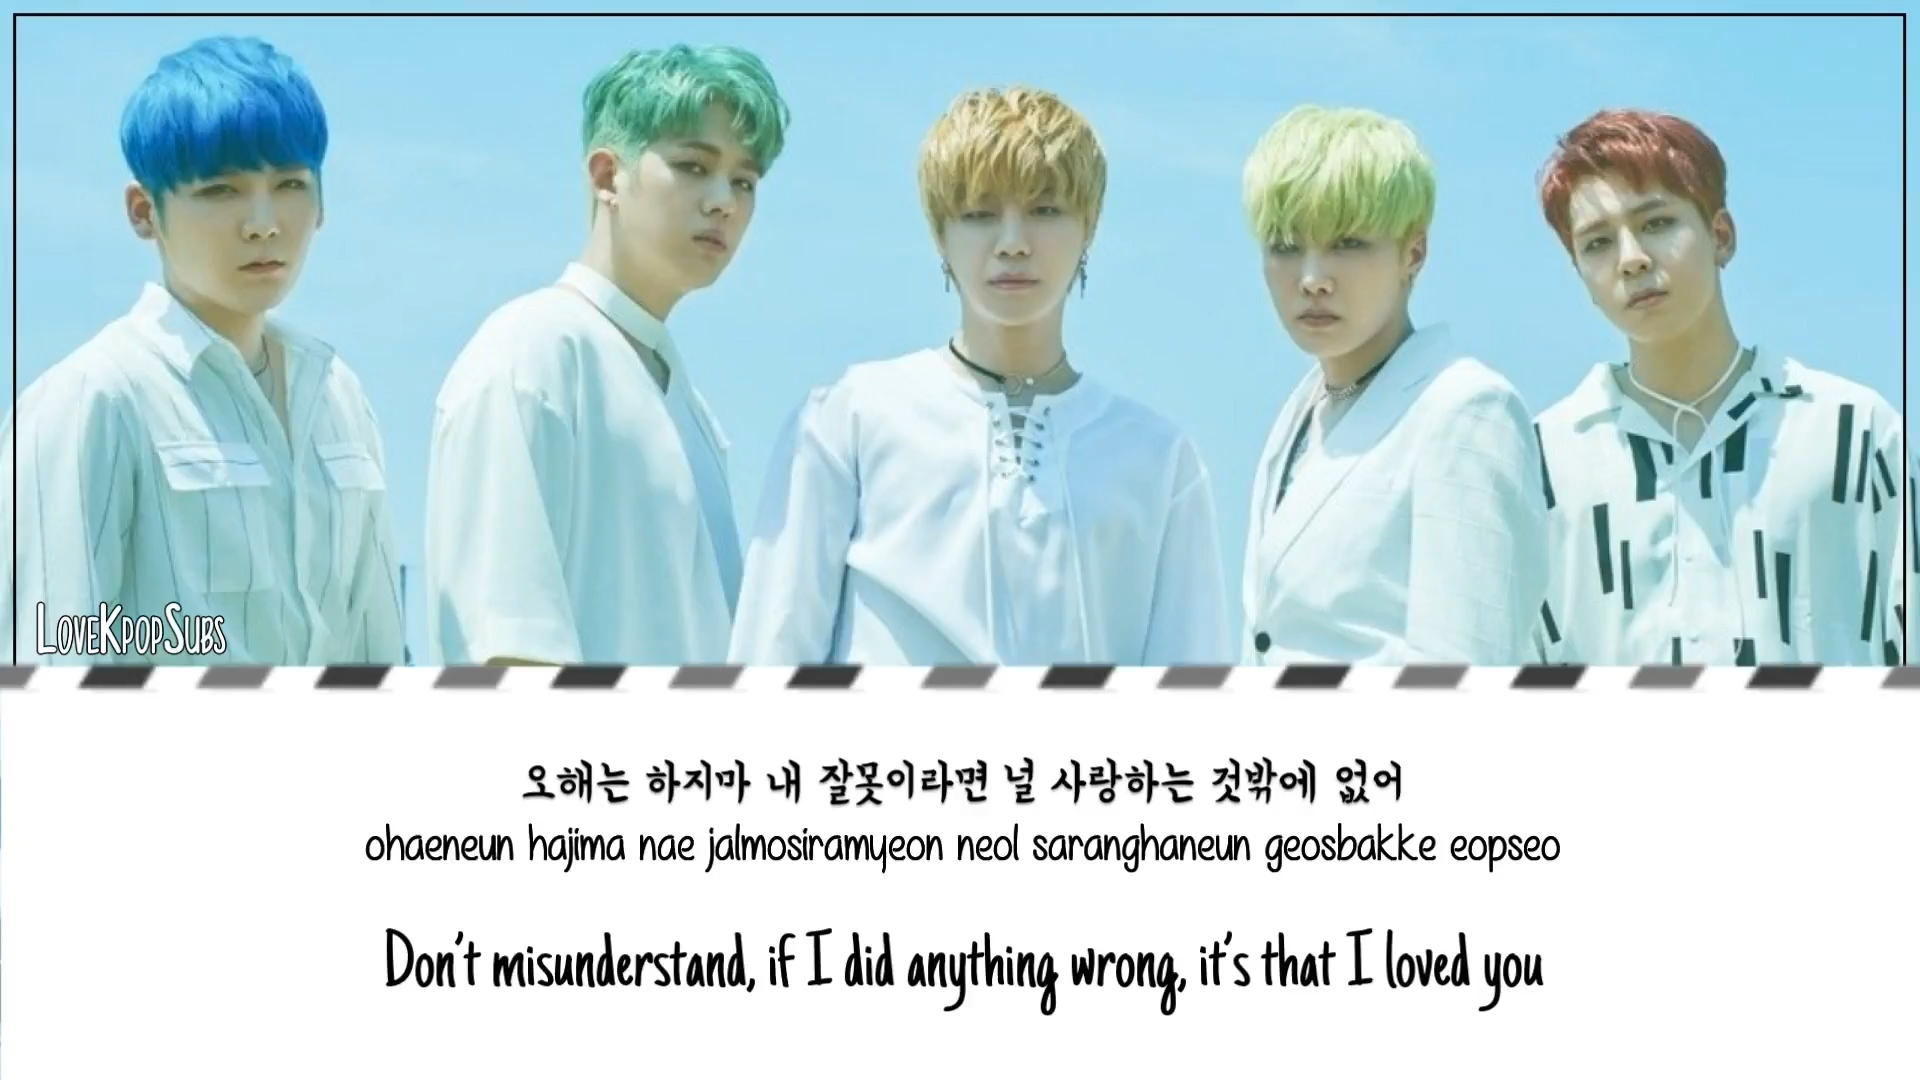 LoveKpopSubs
오해는 하지마 내 잘못이라면 널 사랑하는 것밖에 없어
ohaeneun hajima nae jalmosiramyeon neol saranghaneun geosbakke eopseo
Don't misunderstand, if I did anything wrong, it's that I loved you